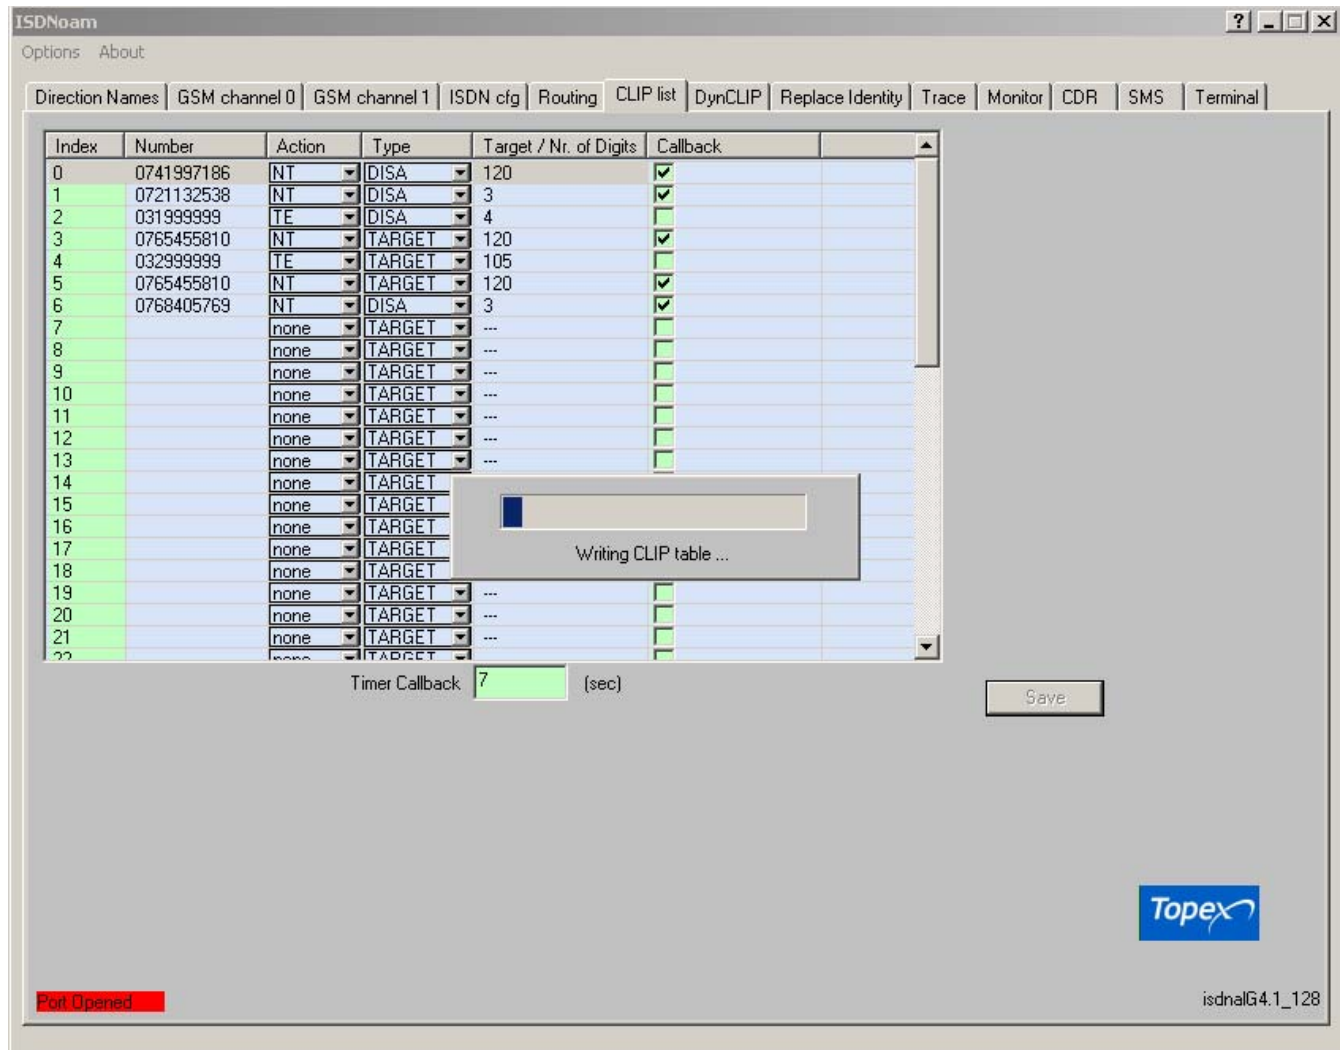 ISDNoam
Options About
Direction Names GSM channel 0 GSM channel 1 ISDN cfg Routing CLIP list DynCLIP Replace Identity Trace Monitor CDR SMS Terminal
Index Number Action Type Target / Nr. of Digits Callback
0 0741997186 NT DISA 120
1 0721132538 NT DISA 3
2 031999999 TE DISA 4
3 0765455810 NT TARGET 120
4 032999999 TE TARGET 105
5 0765455810 NT TARGET 120
6 0768405769 NT DISA 3
7 none TARGET ---
8 none TARGET ---
9 none TARGET ---
10 none TARGET ---
11 none TARGET ---
12 none TARGET ---
13 none TARGET ---
14 none TARGET
15 none TARGET
16 none TARGET
17 none TARGET
18 none TARGET
Writing CLIP table ...
19 none TARGET ---
20 none TARGET ---
21 none TARGET ---
22 none TARGET
Timer Callback 7 (sec)
Save
Topex
Port Opened
isdnalG4.1_128